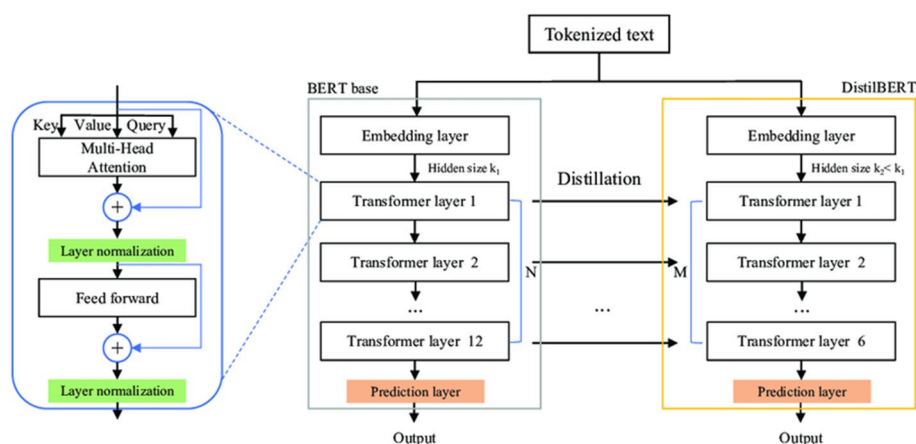 Tokenized text
BERT base
DistilBERT
Key Value Query
Multi-Head
Attention
+
Layer normalization
Feed forward
+
Layer normalization
Embedding layer
Hidden size k₁
Transformer layer 1
Transformer layer 2
...
Transformer layer 12
N
Prediction layer
Output
Distillation
...
Embedding layer
Hidden size k₂< k₁
Transformer layer 1
Transformer layer 2
...
Transformer layer 6
M
Prediction layer
Output